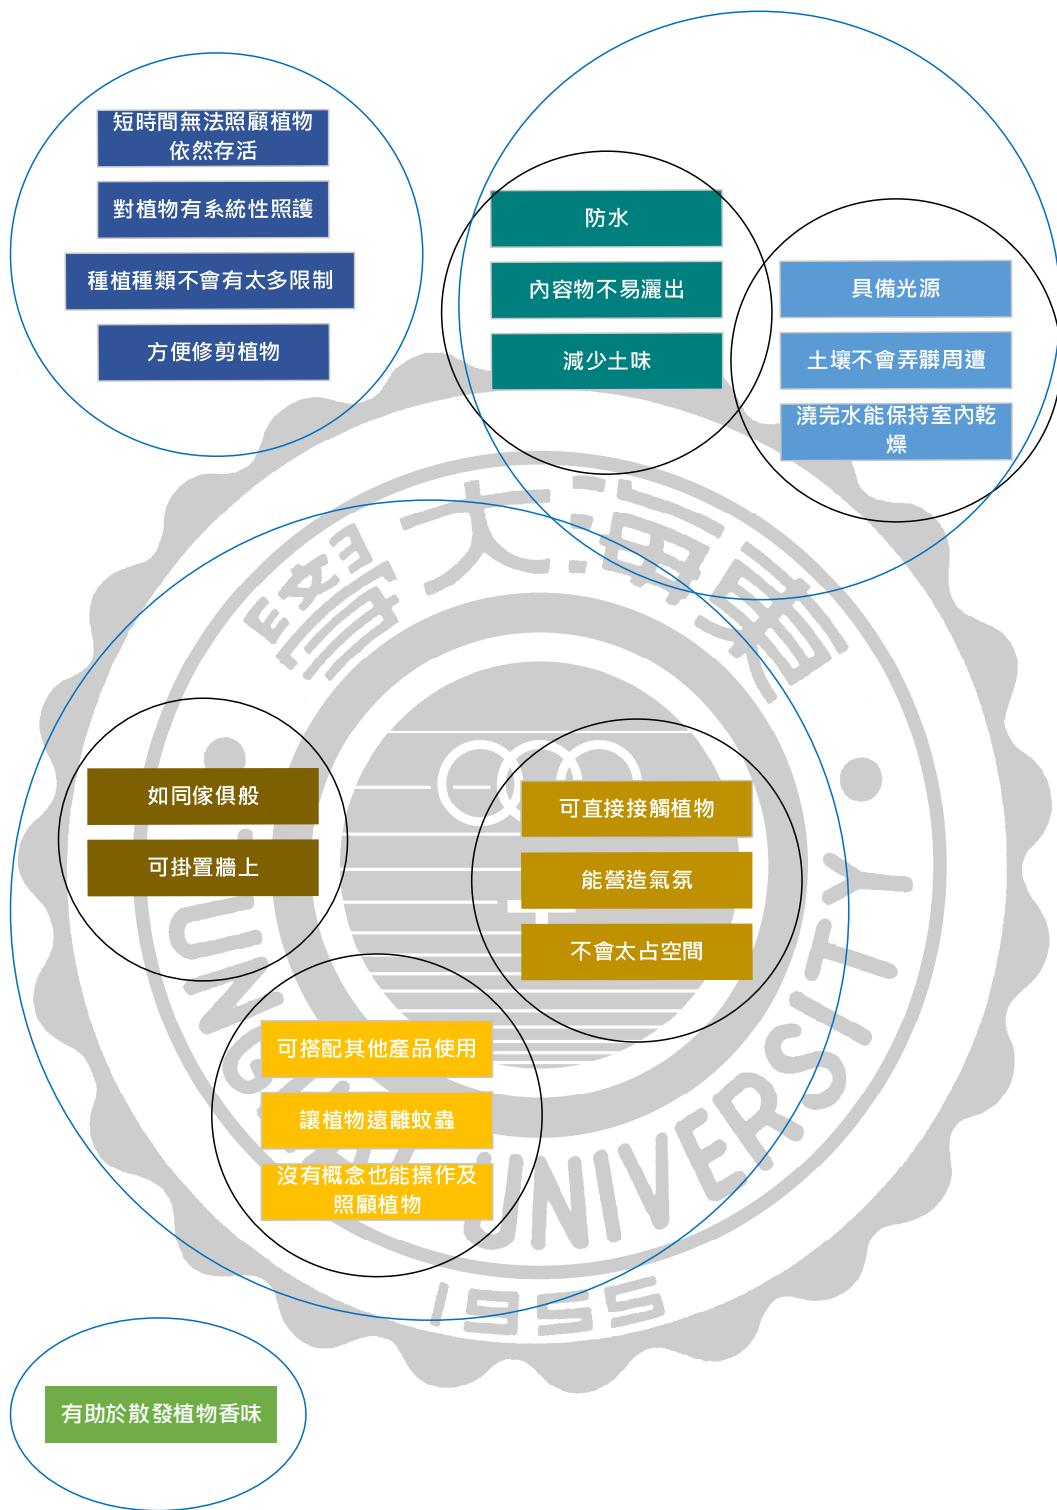 短時間無法照顧植物
依然存活
對植物有系統性照護
種植種類不會有太多限制
方便修剪植物
防水
內容物不易灑出
減少土味
具備光源
土壤不會弄髒周遭
澆完水能保持室內乾
燥
學大海東
如同傢俱般
可掛置牆上
可直接接觸植物
能營造氣氛
不會太占空間
可搭配其他產品使用
讓植物遠離蚊蟲
沒有概念也能操作及
照顧植物
UNIVERSITY
1955
有助於散發植物香味